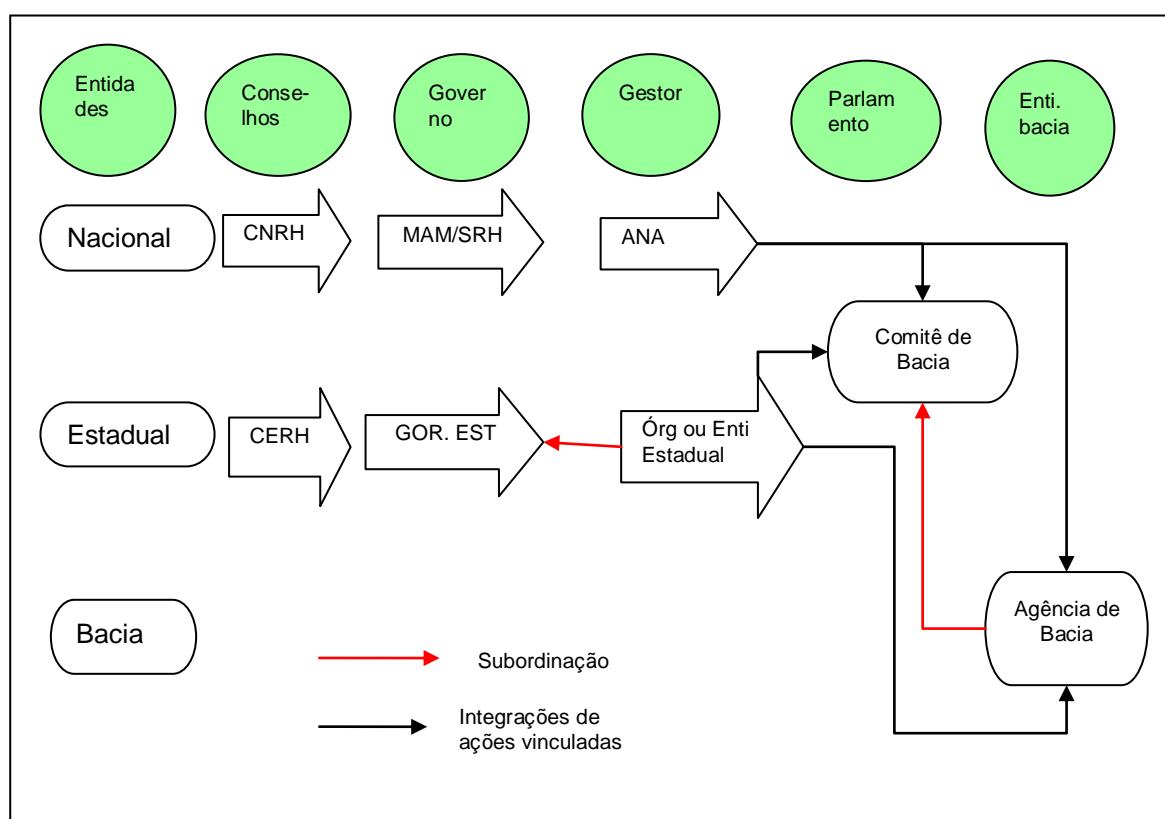 Entida
des
Conse-
lhos
Gover
no
Gestor
Parlam
ento
Enti.
bacia
Nacional
CNRH
MAM/SRH
ANA
Comitê de
Bacia
Estadual
CERH
GOR. EST
Órg ou Enti
Estadual
Bacia
Agência de
Bacia
Subordinação
Integrações de
ações vinculadas